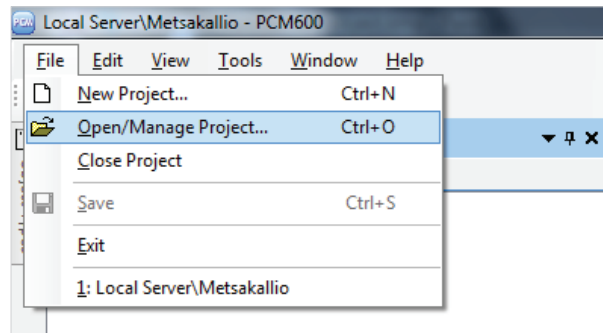 PCM Local Server\Metsakallio - PCM600
File Edit View Tools Window Help
New Project... Ctrl+N
Open/Manage Project... Ctrl+O
Close Project
Save Ctrl+S
Exit
1: Local Server\Metsakallio